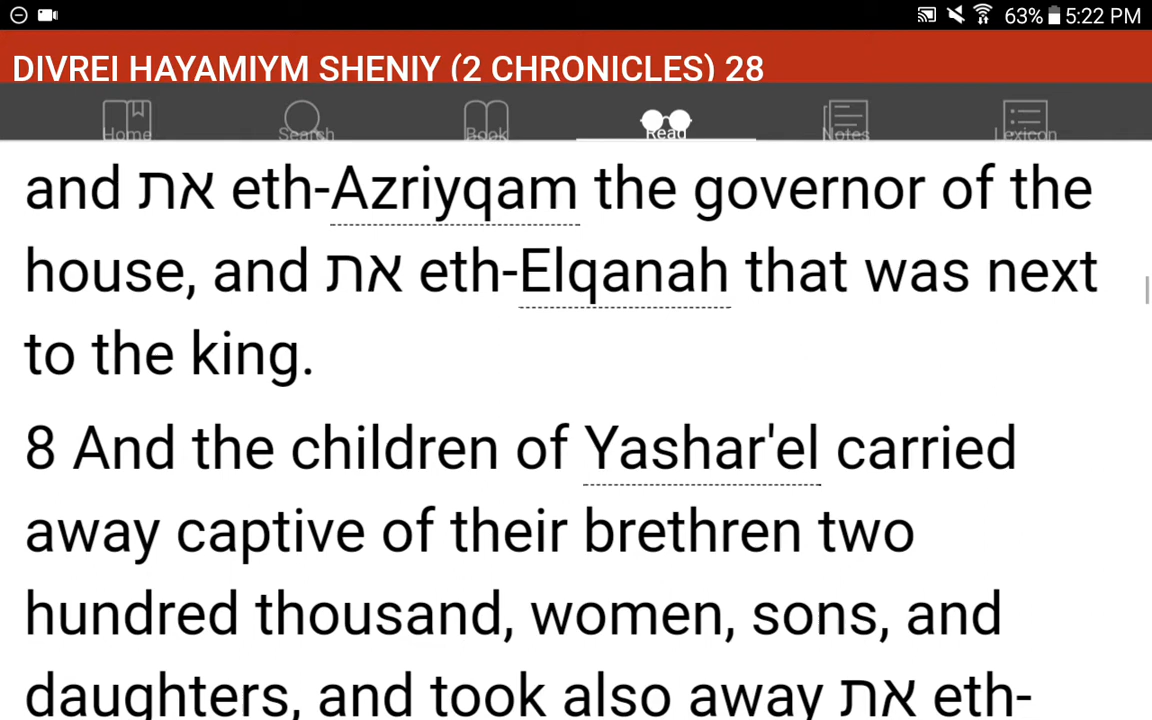 63% 5:22 PM
DIVREI HAYAMIYM SHENIY (2 CHRONICLES) 28
Home Search Book Read Notes Lexicon
and את eth-Azriyqam the governor of the
house, and את eth-Elqanah that was next
to the king.
8 And the children of Yashar'el carried
away captive of their brethren two
hundred thousand, women, sons, and
daughters, and took also away את eth-